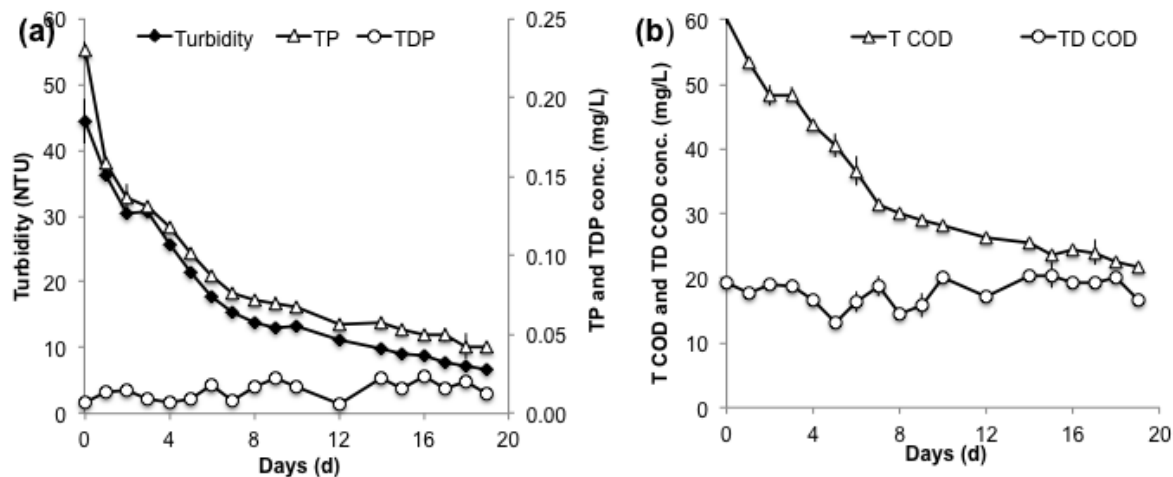 (a)
Turbidity TP TDP
60
50
40
30
20
10
0
Turbidity (NTU)
0.25
0.20
0.15
0.10
0.05
0.00
TP and TDP conc. (mg/L)
0 4 8 12 16 20
Days (d)
(b)
T COD TD COD
60
50
40
30
20
10
0
T COD and TD COD conc. (mg/L)
0 4 8 12 16 20
Days (d)